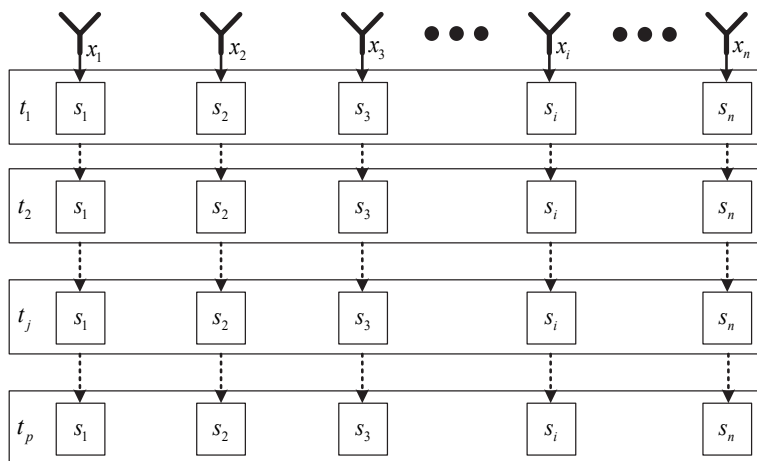 x₁ x₂ x₃ xᵢ xₙ
t₁ s₁ s₂ s₃ sᵢ sₙ
t₂ s₁ s₂ s₃ sᵢ sₙ
tⱼ s₁ s₂ s₃ sᵢ sₙ
tₚ s₁ s₂ s₃ sᵢ sₙ